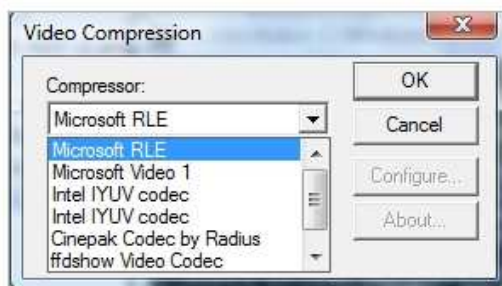 Video Compression
Compressor:
Microsoft RLE
Microsoft RLE
Microsoft Video 1
Intel IYUV codec
Intel IYUV codec
Cinepak Codec by Radius
ffdshow Video Codec
OK
Cancel
Configure...
About...